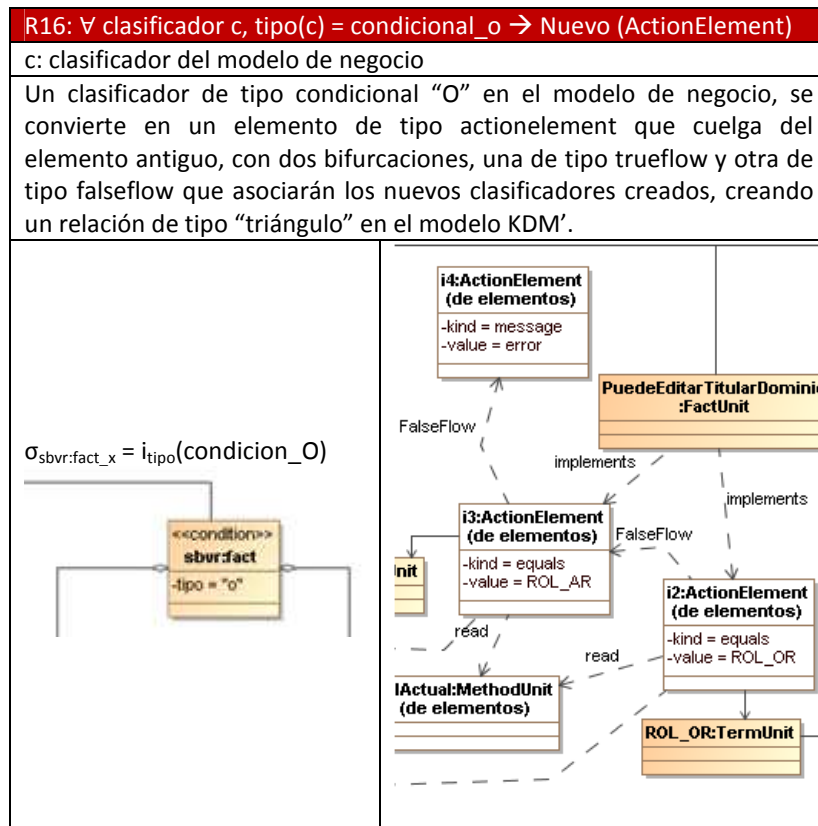 R16: ∀ clasificador c, tipo(c) = condicional_o → Nuevo (ActionElement)
c: clasificador del modelo de negocio
Un clasificador de tipo condicional “O” en el modelo de negocio, se
convierte en un elemento de tipo actionelement que cuelga del
elemento antiguo, con dos bifurcaciones, una de tipo trueflow y otra de
tipo falseflow que asociarán los nuevos clasificadores creados, creando
un relación de tipo “triángulo” en el modelo KDM’.
σsbvr:fact_x = itipo(condicion_O)
<<condition>>
sbvr:fact
-tipo = "o"
i4:ActionElement
(de elementos)
-kind = message
-value = error
PuedeEditarTitularDominio
:FactUnit
FalseFlow
implements
implements
i3:ActionElement
(de elementos)
-kind = equals
-value = ROL_AR
FalseFlow
Jnit
i2:ActionElement
(de elementos)
-kind = equals
-value = ROL_OR
read
read
lActual:MethodUnit
(de elementos)
ROL_OR:TermUnit